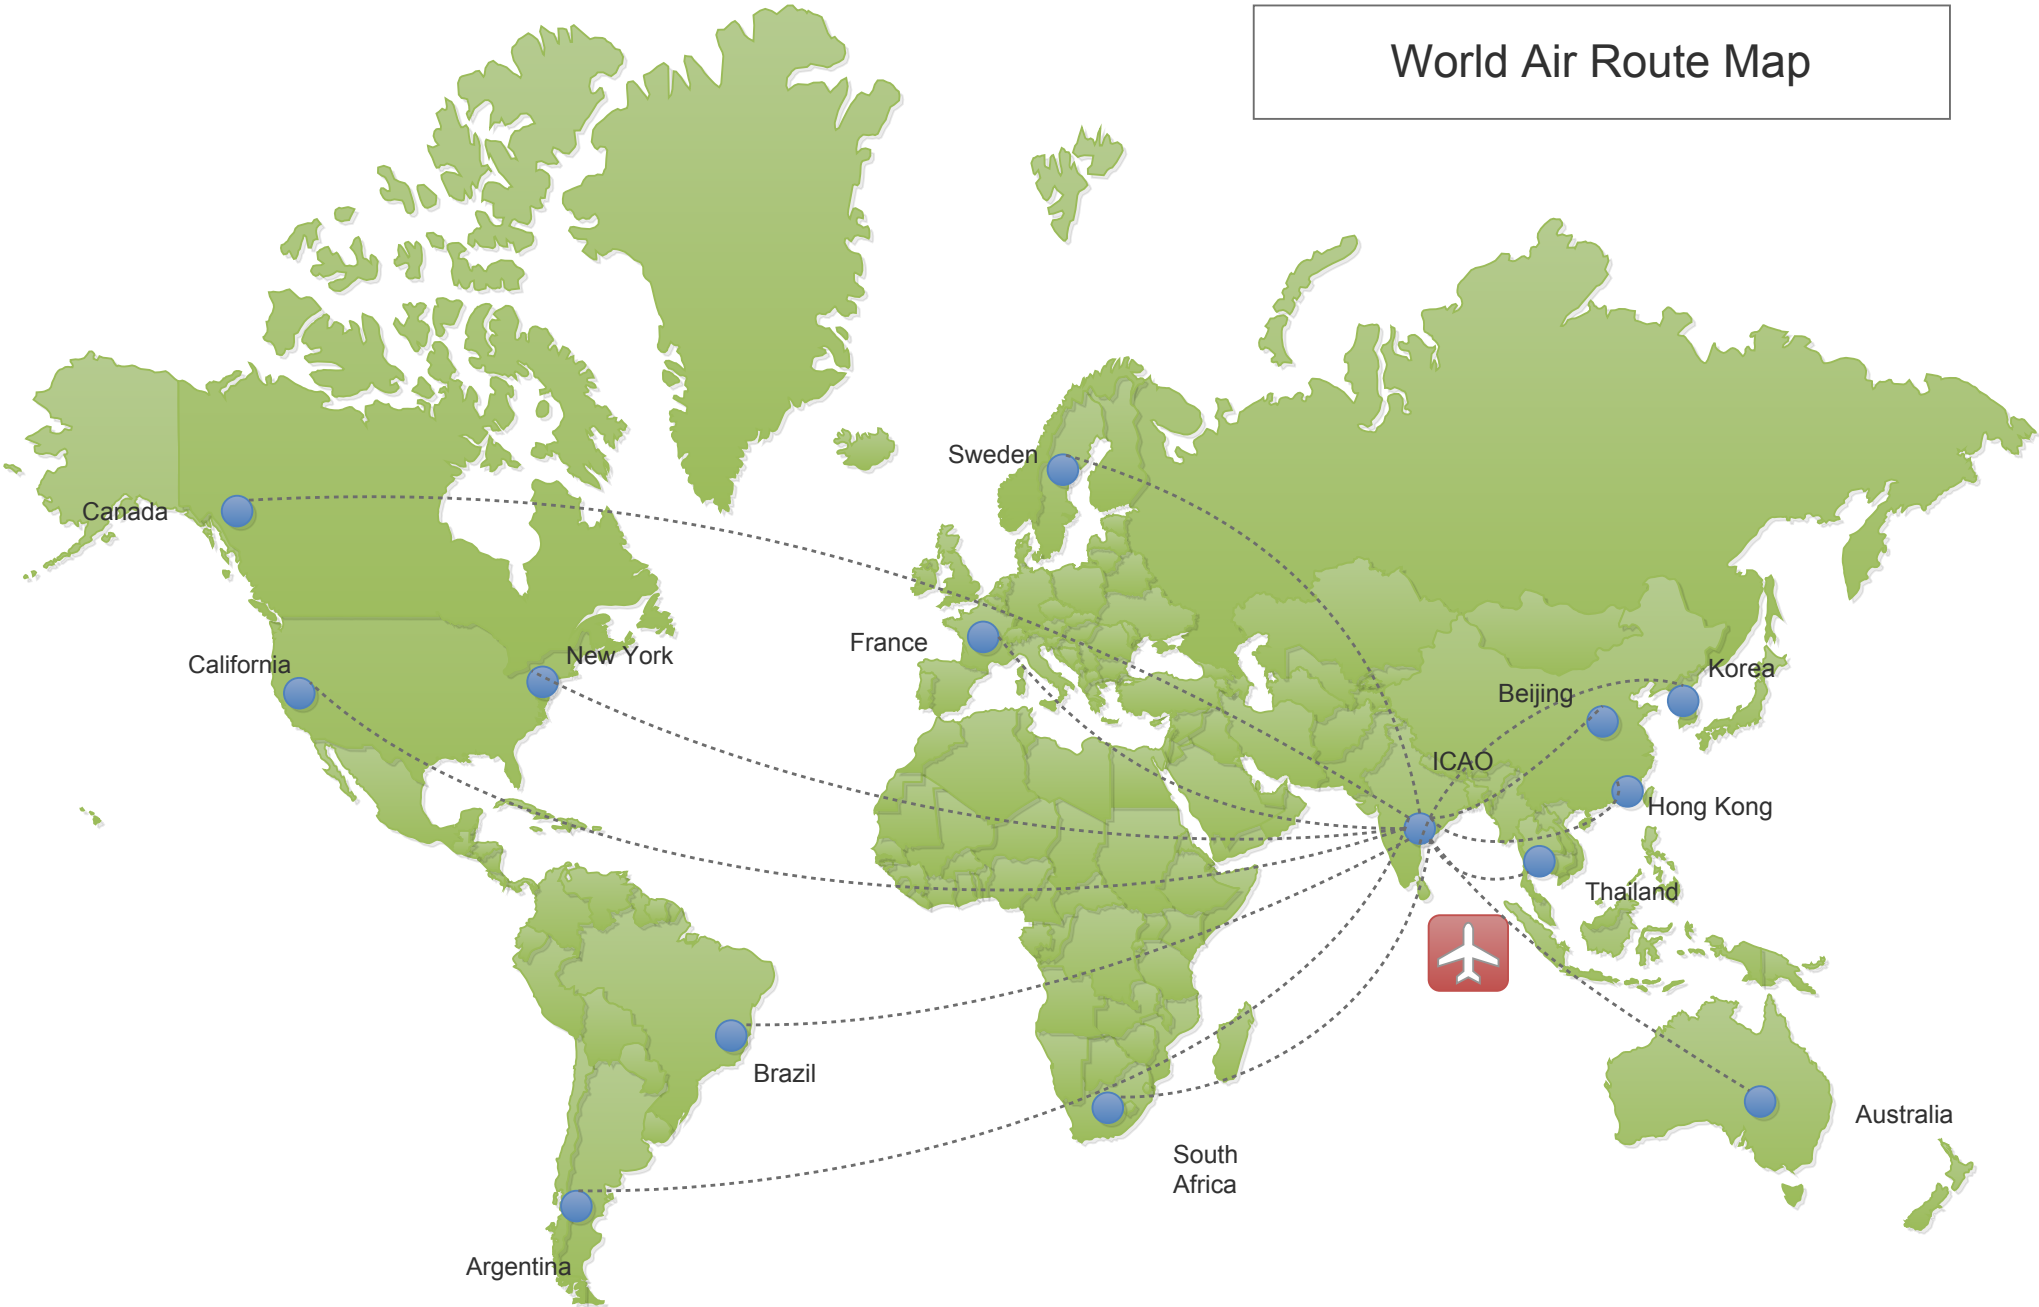 World Air Route Map
Sweden
Canada
France
New York
California
Korea
Beijing
ICAO
Hong Kong
Thailand
Brazil
Australia
South
Africa
Argentina